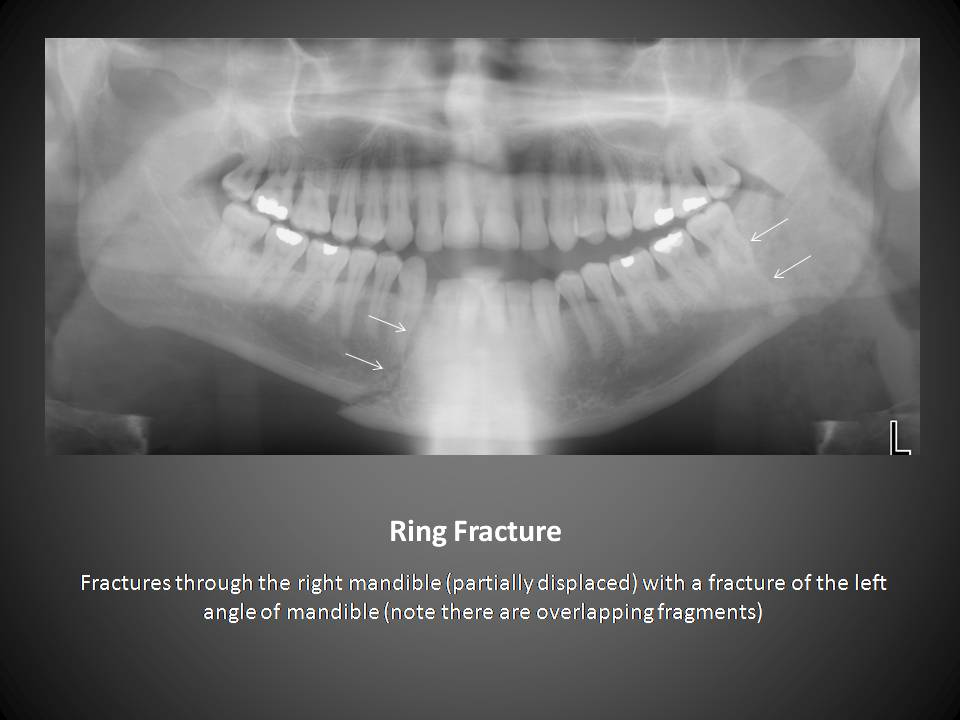 L
Ring Fracture
Fractures through the right mandible (partially displaced) with a fracture of the left
angle of mandible (note there are overlapping fragments)